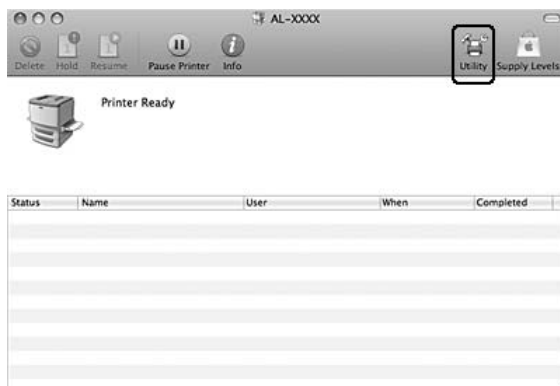 AL-XXXX
Delete Hold Resume Pause Printer Info Utility Supply Levels
Printer Ready
Status Name User When Completed